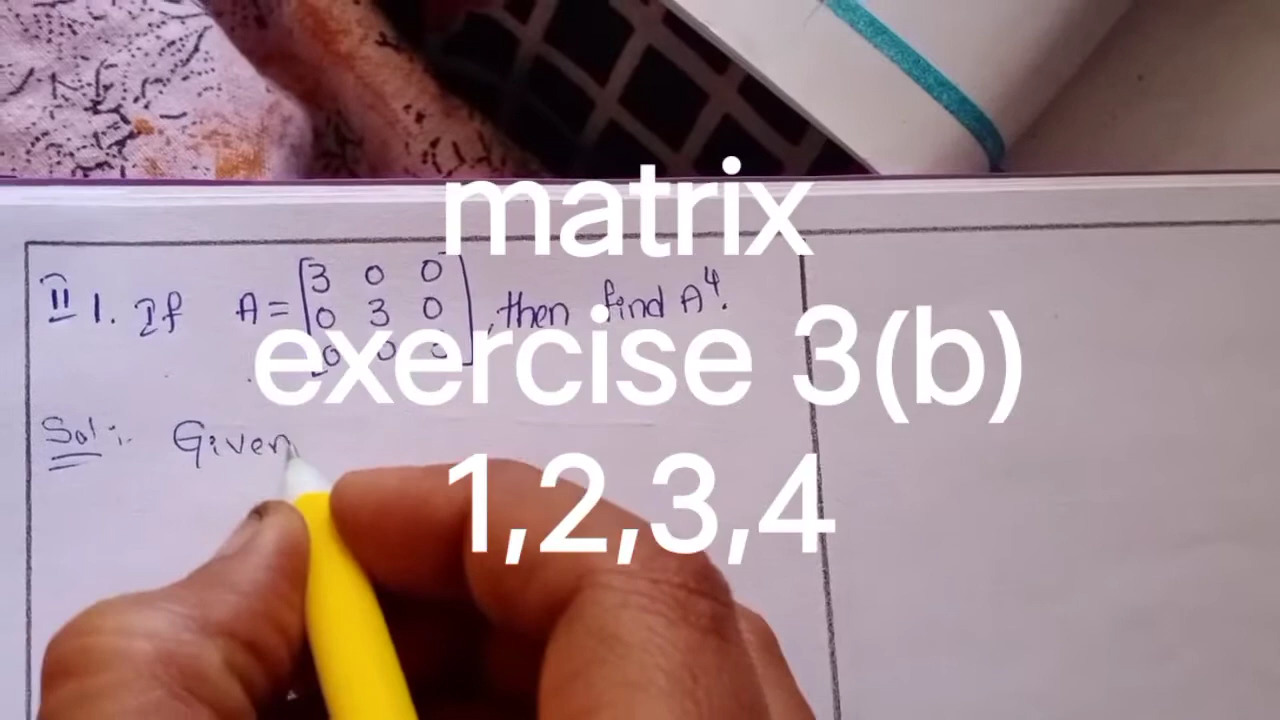 matrix
exercise 3(b)
1,2,3,4
II 1. If A = [3 0 0
0 3 0
0 0 ], then find A⁴.
Sol:- Given